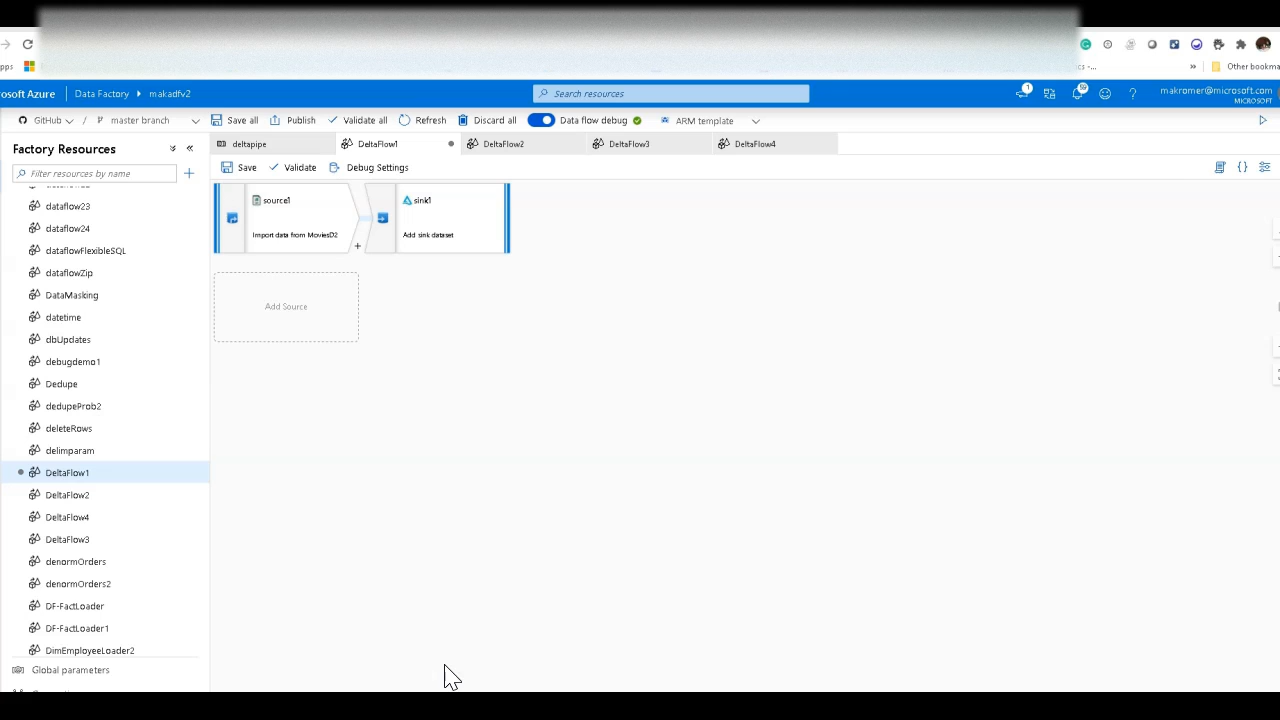 pps
Other bookma
osoft Azure
Data Factory
makadfv2
Search resources
1
59
makromer@microsoft.com
MICROSOFT
GitHub / master branch
Save all
Publish
Validate all
Refresh
Discard all
Data flow debug
ARM template
Factory Resources
deltapipe
DeltaFlow1
DeltaFlow2
DeltaFlow3
DeltaFlow4
Filter resources by name
Save
Validate
Debug Settings
{}
dataflow23
dataflow24
dataflowFlexibleSQL
dataflowZip
DataMasking
datetime
dbUpdates
debugdemo1
Dedupe
dedupeProb2
deleteRows
delimparam
DeltaFlow1
DeltaFlow2
DeltaFlow4
DeltaFlow3
denormOrders
denormOrders2
DF-FactLoader
DF-FactLoader1
DimEmployeeLoader2
Global parameters
source1
Import data from MoviesD2
sink1
Add sink dataset
Add Source